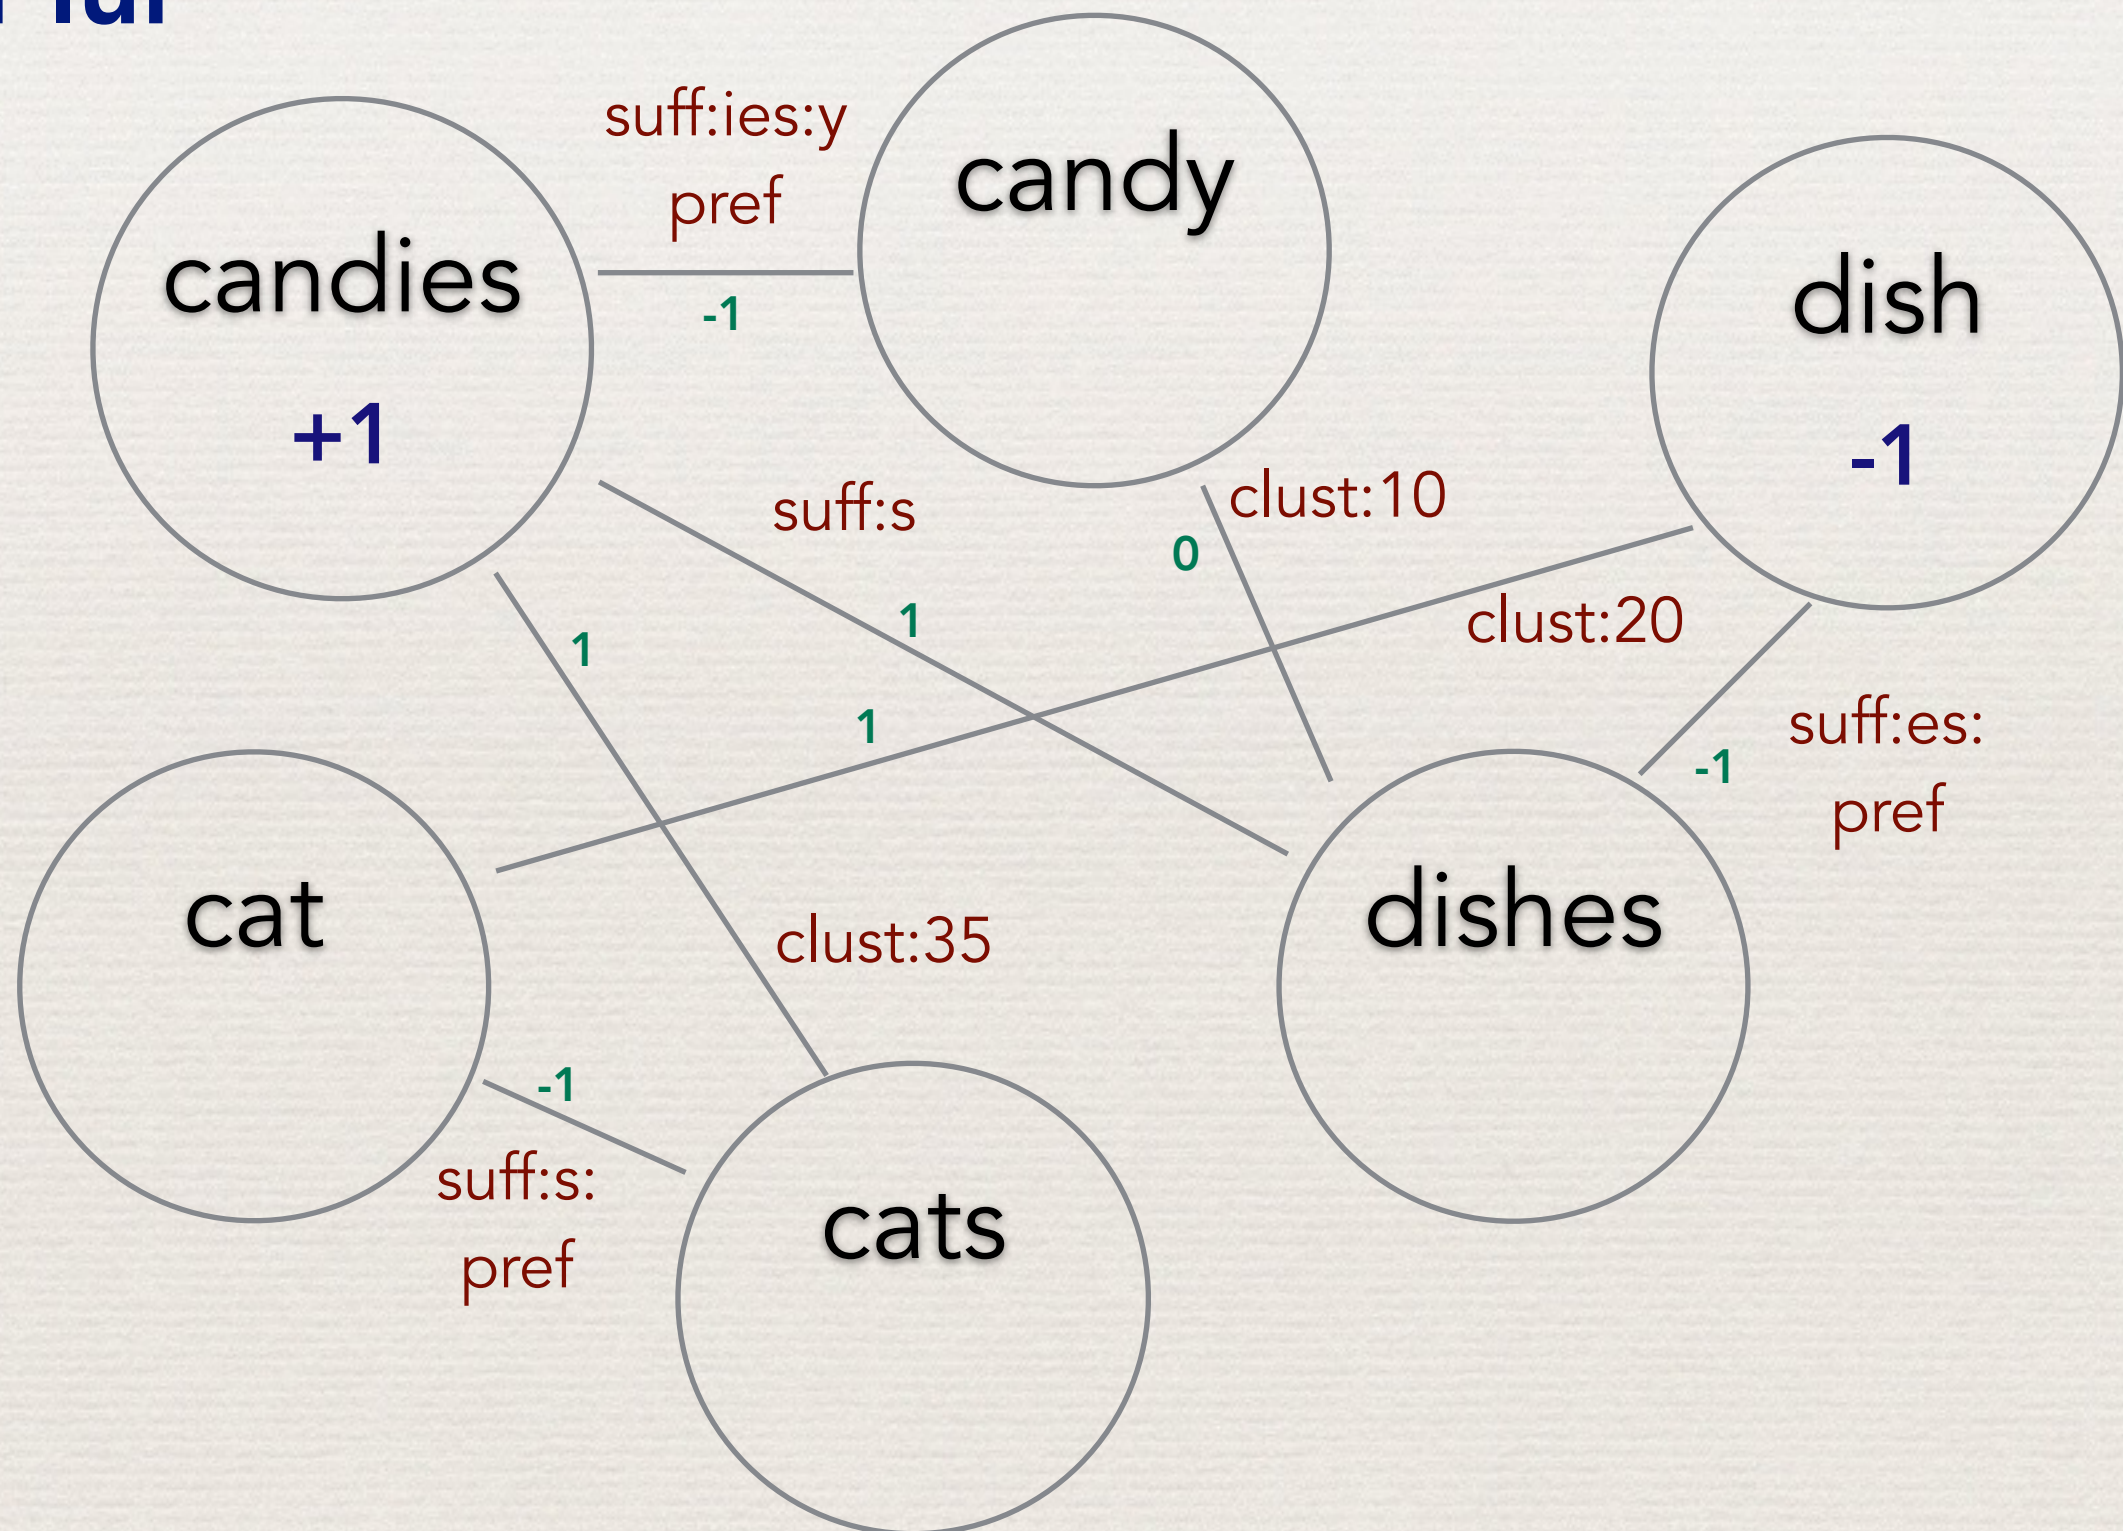 candies
+1
suff:ies:y
pref
-1
candy
dish
-1
suff:s
1
1
clust:10
0
clust:20
1
suff:es:
pref
-1
cat
clust:35
dishes
-1
suff:s:
pref
cats